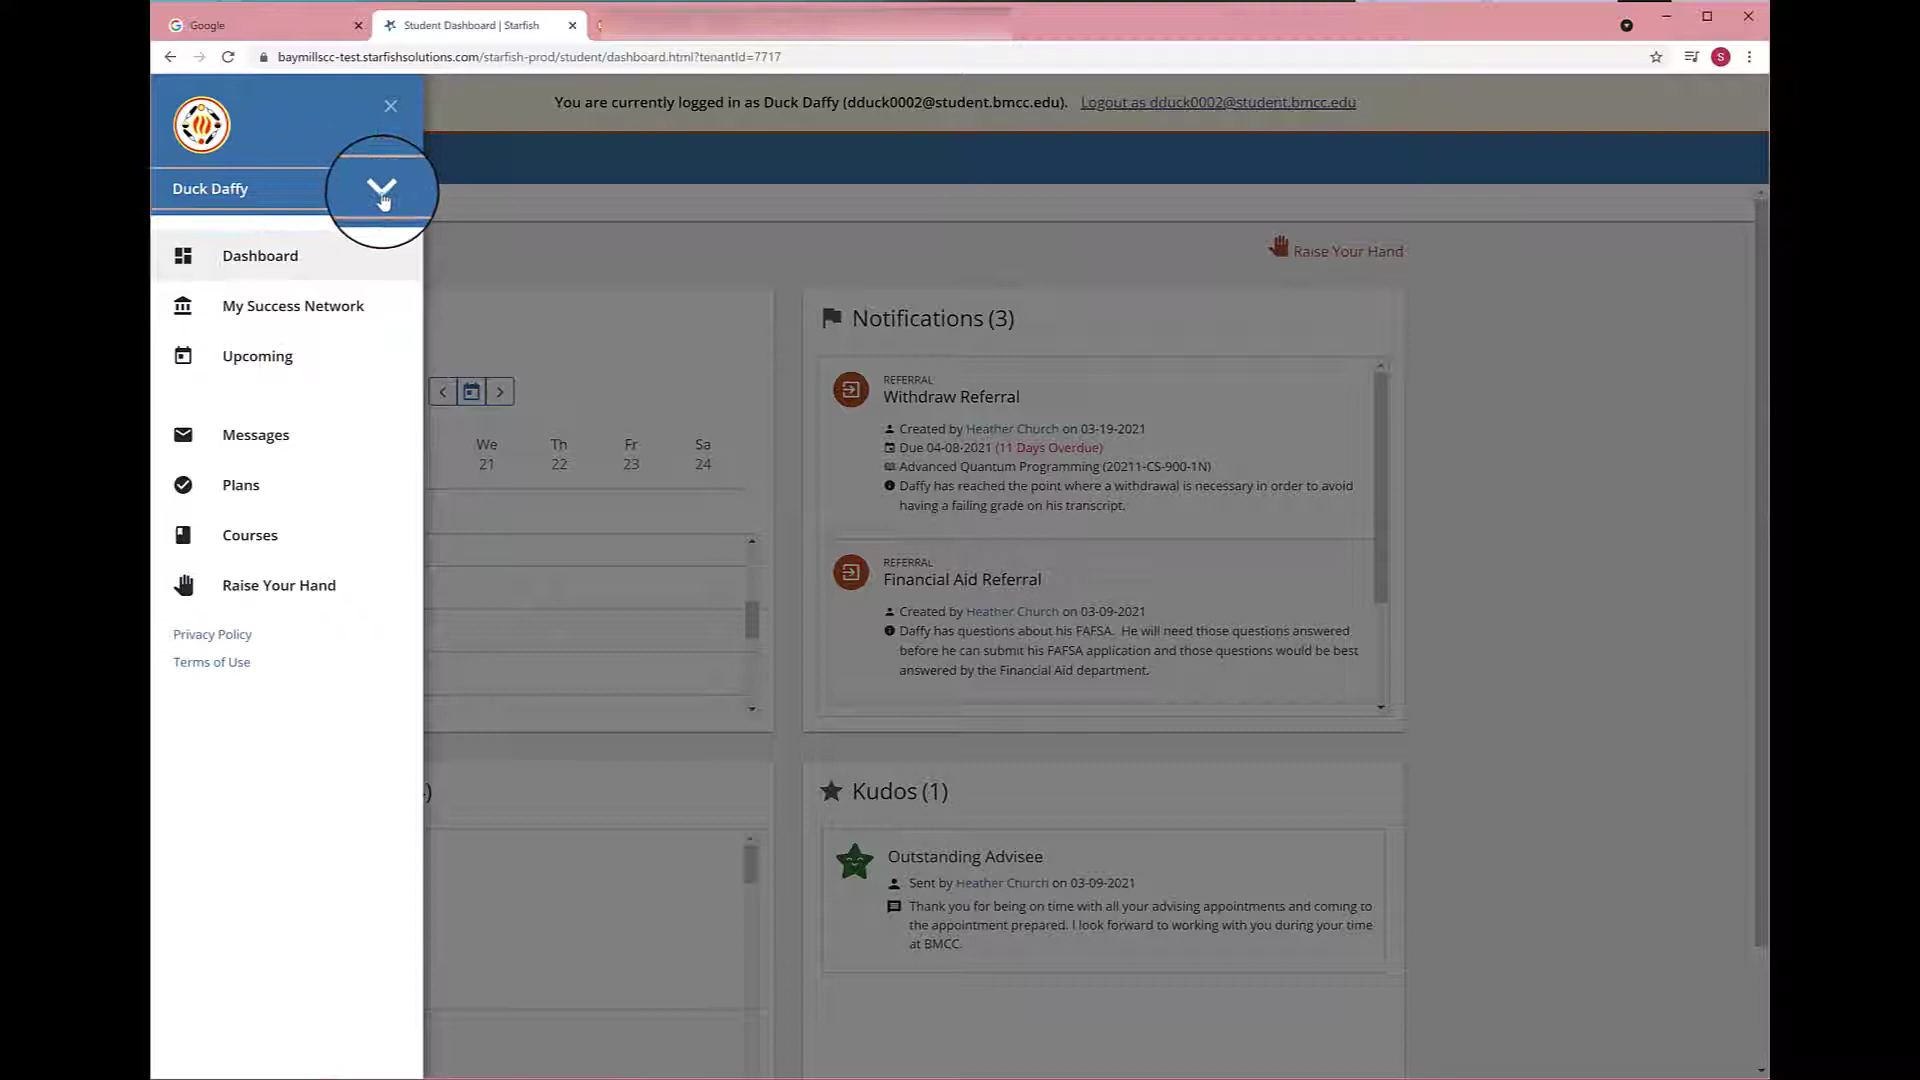 Google
Student Dashboard | Starfish
baymillscc-test.starfishsolutions.com/starfish-prod/student/dashboard.html?tenantId=7717
S
You are currently logged in as Duck Daffy (dduck0002@student.bmcc.edu). Logout as dduck0002@student.bmcc.edu
Duck Daffy
Dashboard
My Success Network
Upcoming
Messages
Plans
Courses
Raise Your Hand
Privacy Policy
Terms of Use
Raise Your Hand
We Th Fr Sa
21 22 23 24
Notifications (3)
REFERRAL
Withdraw Referral
Created by Heather Church on 03-19-2021
Due 04-08-2021 (11 Days Overdue)
Advanced Quantum Programming (20211-CS-900-1N)
Daffy has reached the point where a withdrawal is necessary in order to avoid
having a failing grade on his transcript.
REFERRAL
Financial Aid Referral
Created by Heather Church on 03-09-2021
Daffy has questions about his FAFSA. He will need those questions answered
before he can submit his FAFSA application and those questions would be best
answered by the Financial Aid department.
Kudos (1)
Outstanding Advisee
Sent by Heather Church on 03-09-2021
Thank you for being on time with all your advising appointments and coming to
the appointment prepared. I look forward to working with you during your time
at BMCC.